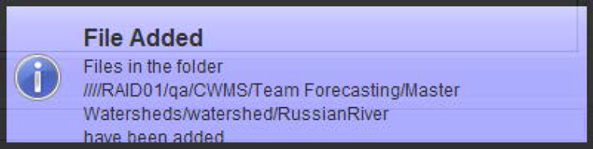 File Added
Files in the folder
////RAID01/qa/CWMS/Team Forecasting/Master
Watersheds/watershed/RussianRiver
have been added